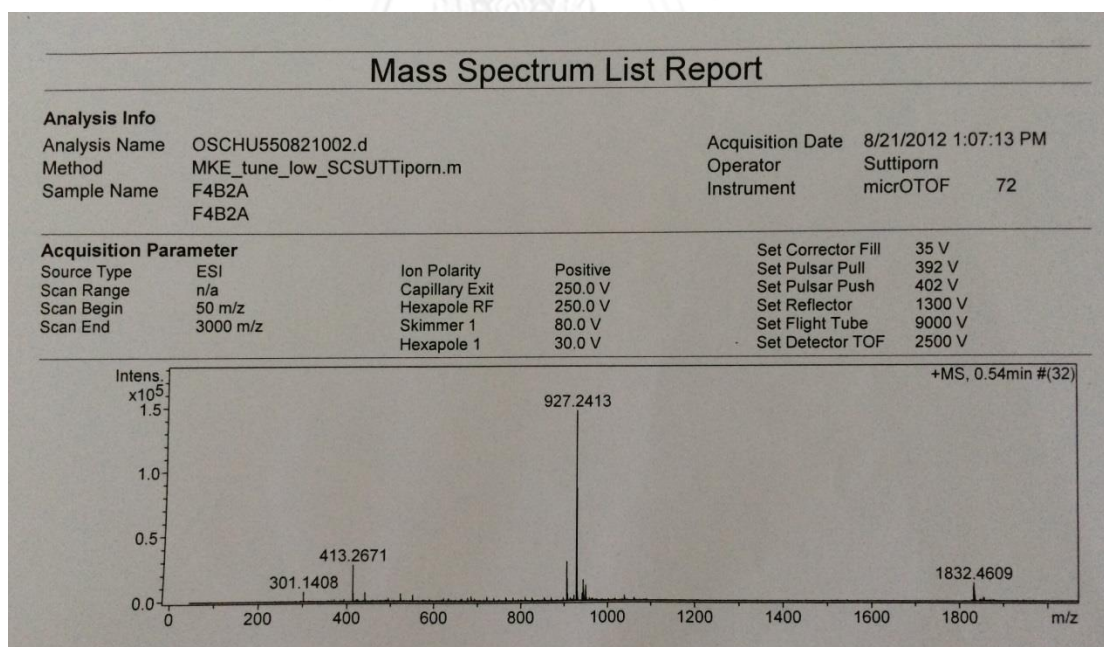 Mass Spectrum List Report
Analysis Info
Analysis Name OSCHU550821002.d
Method MKE_tune_low_SCSUTTiporn.m
Sample Name F4B2A
F4B2A
Acquisition Date 8/21/2012 1:07:13 PM
Operator Suttiporn
Instrument micrOTOF 72
Acquisition Parameter
Source Type ESI Ion Polarity Positive Set Corrector Fill 35 V
Scan Range n/a Capillary Exit 250.0 V Set Pulsar Pull 392 V
Scan Begin 50 m/z Hexapole RF 250.0 V Set Pulsar Push 402 V
Scan End 3000 m/z Skimmer 1 80.0 V Set Reflector 1300 V
Hexapole 1 30.0 V Set Flight Tube 9000 V
Set Detector TOF 2500 V
Intens.
x10⁵
+MS, 0.54min #(32)
927.2413
1.5
1.0
0.5
413.2671
301.1408
1832.4609
0.0
0 200 400 600 800 1000 1200 1400 1600 1800 m/z